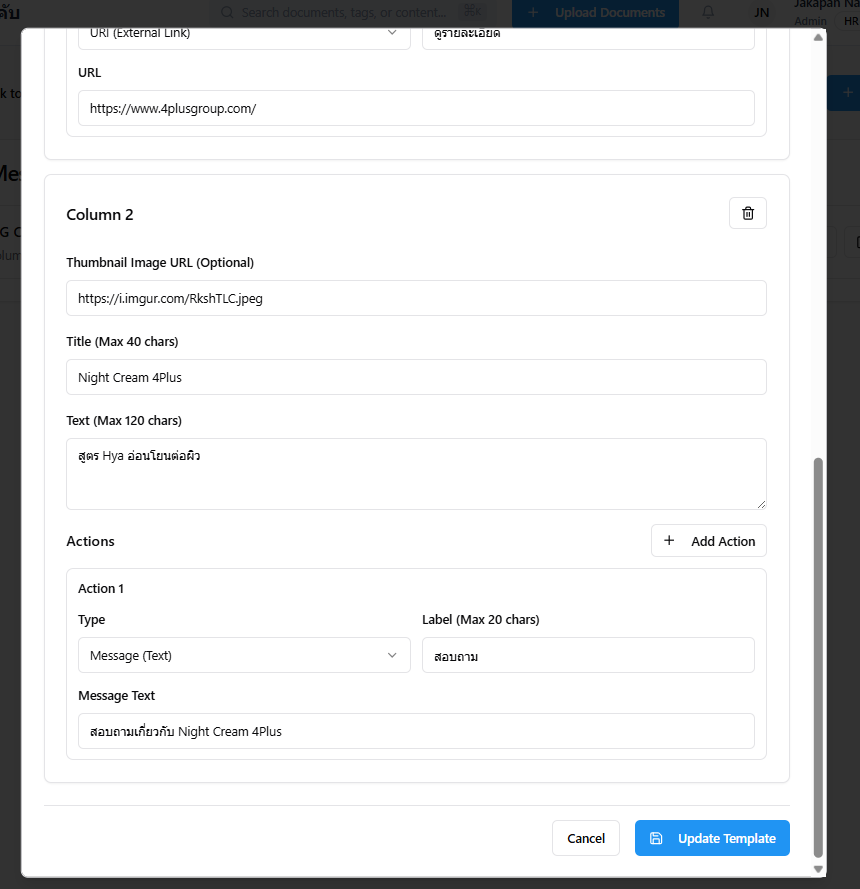 Search documents, tags, or content...
⌘K
+ Upload Documents
JN
Admin
HR
URI (External Link)
ดูรายละเอียด
URL
https://www.4plusgroup.com/
Column 2
Thumbnail Image URL (Optional)
https://i.imgur.com/RkshTLC.jpeg
Title (Max 40 chars)
Night Cream 4Plus
Text (Max 120 chars)
สูตร Hya อ่อนโยนต่อผิว
Actions
+ Add Action
Action 1
Type
Label (Max 20 chars)
Message (Text)
สอบถาม
Message Text
สอบถามเกี่ยวกับ Night Cream 4Plus
Cancel
Update Template